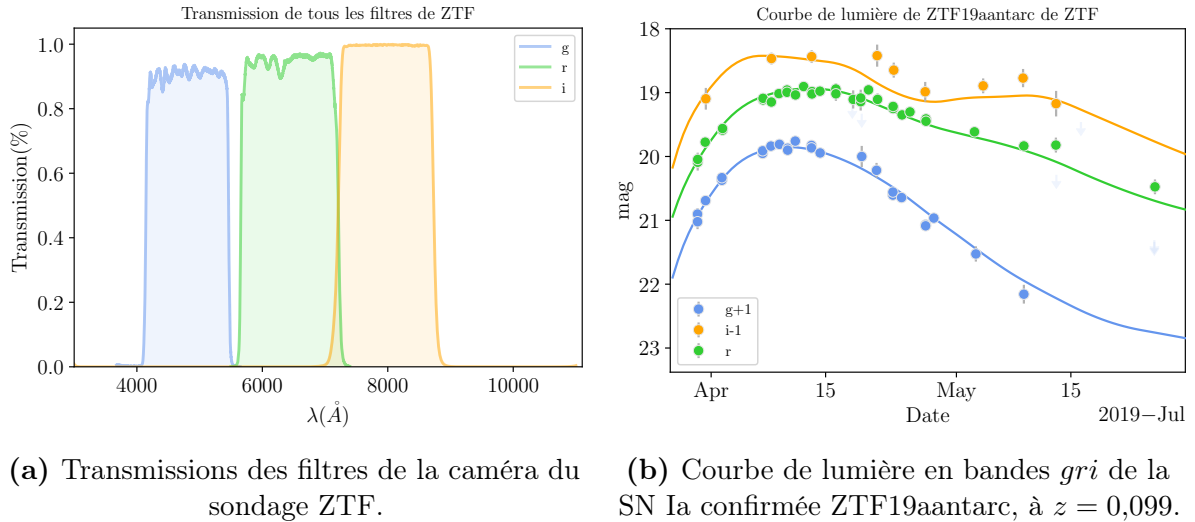 Transmission de tous les filtres de ZTF
Transmission(%)
1.0
0.8
0.6
0.4
0.2
0.0
g
r
i
4000
6000
8000
10000
λ(Å)
Courbe de lumière de ZTF19aantarc de ZTF
mag
18
19
20
21
22
23
g+1
i-1
r
Apr
15
May
15
Date
2019−Jul
(a) Transmissions des filtres de la caméra du
sondage ZTF.
(b) Courbe de lumière en bandes gri de la
SN Ia confirmée ZTF19aantarc, à z = 0,099.